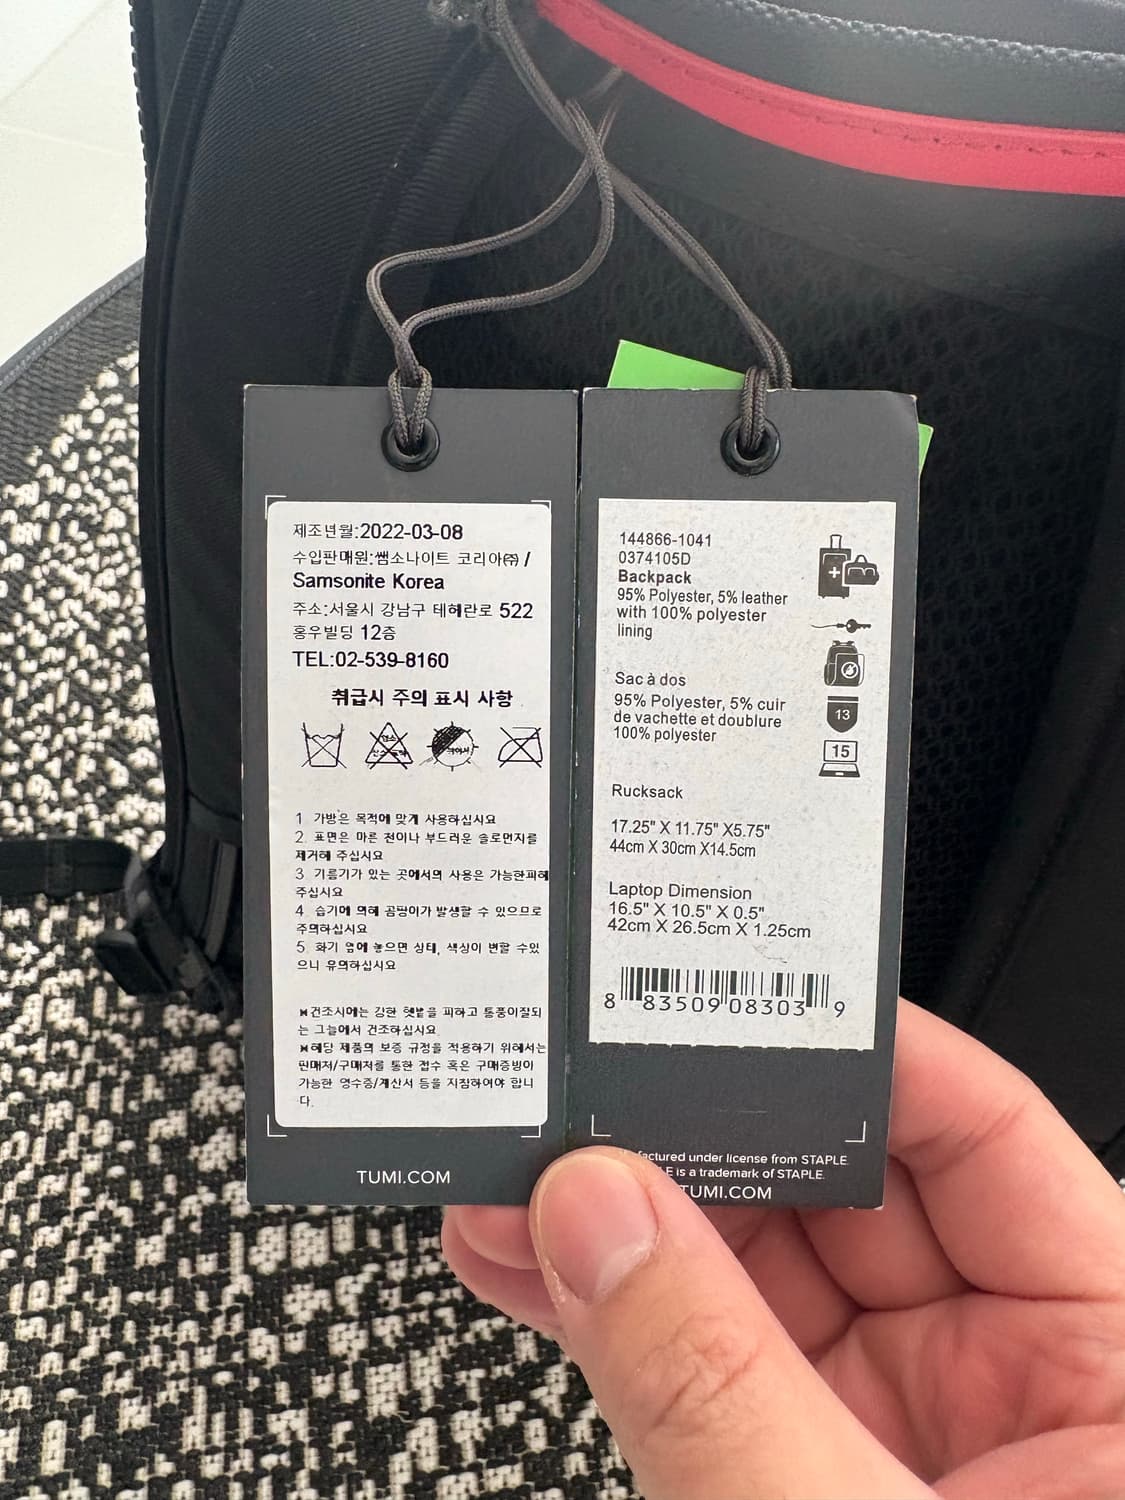 제조년월:2022-03-08
수입판매원:쌤소나이트 코리아㈜ /
Samsonite Korea
주소:서울시 강남구 테헤란로 522
홍우빌딩 12층
TEL:02-539-8160
취급시 주의 표시 사항
1. 가방은 목적에 맞게 사용하십시요
2. 표면은 마른 천이나 부드러운 솔로먼지를
제거해 주십시요
3. 기름기가 있는 곳에서의 사용은 가능한피해
주십시요
4. 습기에 의해 곰팡이가 발생할 수 있으므로
주의하십시요
5. 화기 옆에 놓으면 상태, 색상이 변할 수있
으니 유의하십시요
※건조시에는 강한 햇볕을 피하고 통풍이잘되
는 그늘에서 건조하십시요.
※해당 제품의 보증 규정을 적용하기 위해서는
판매처/구매처를 통한 접수 혹은 구매증빙이
가능한 영수증/계산서 등을 지참하여야 합니
다.
TUMI.COM
144866-1041
0374105D
Backpack
95% Polyester, 5% leather
with 100% polyester
lining
Sac à dos
95% Polyester, 5% cuir
de vachette et doublure
100% polyester
13
15
Rucksack
17.25" X 11.75" X5.75"
44cm X 30cm X14.5cm
Laptop Dimension
16.5" X 10.5" X 0.5"
42cm X 26.5cm X 1.25cm
8 83509 08303 9
under license from STAPLE.
is a trademark of STAPLE.
TUMI.COM